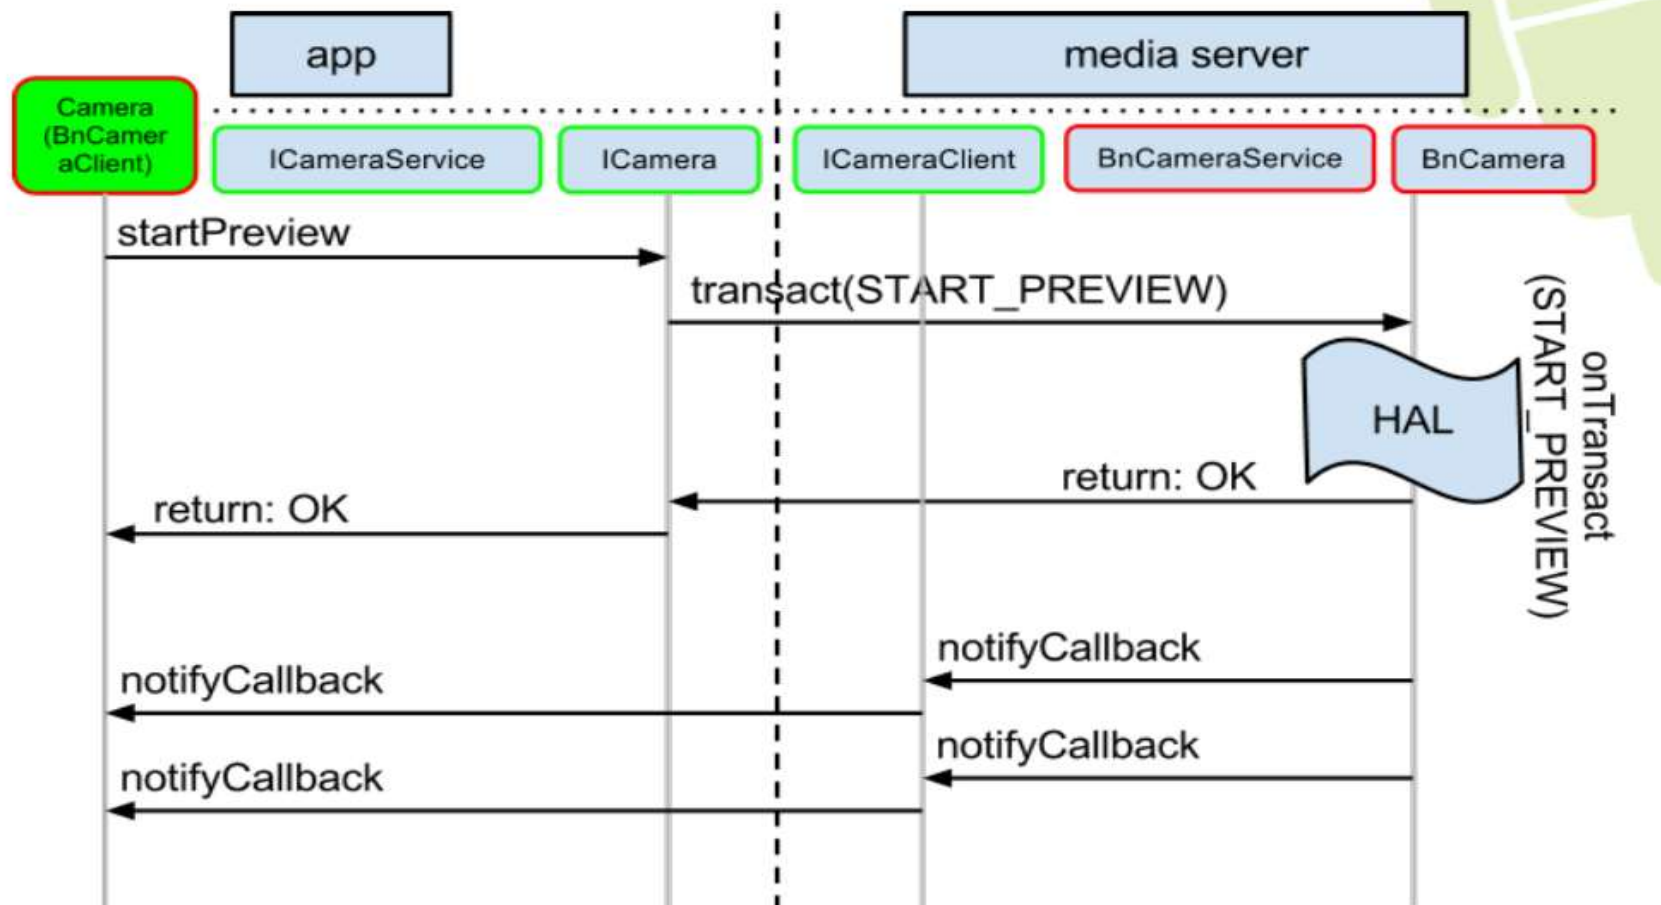 app
media server
Camera
(BnCamer
aClient)
ICameraService
ICamera
ICameraClient
BnCameraService
BnCamera
startPreview
transact(START_PREVIEW)
onTransact
(START_PREVIEW)
HAL
return: OK
return: OK
notifyCallback
notifyCallback
notifyCallback
notifyCallback